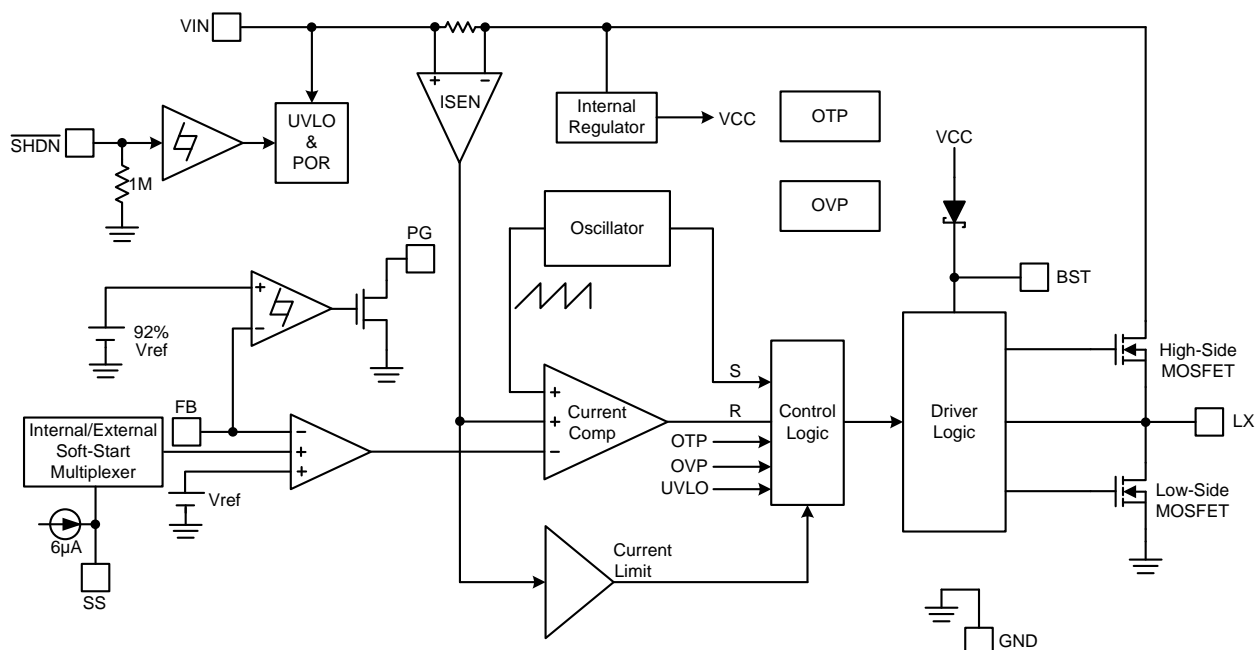 VIN
ISEN
+
−
Internal
Regulator
VCC
OTP
SHDN
UVLO
&
POR
1M
VCC
OVP
Oscillator
PG
BST
+
−
92%
Vref
High-Side
MOSFET
S
R
Control
Logic
Driver
Logic
LX
FB
Internal/External
Soft-Start
Multiplexer
−
+
+
Vref
+
+
−
Current
Comp
OTP
OVP
UVLO
Low-Side
MOSFET
6µA
SS
Current
Limit
GND